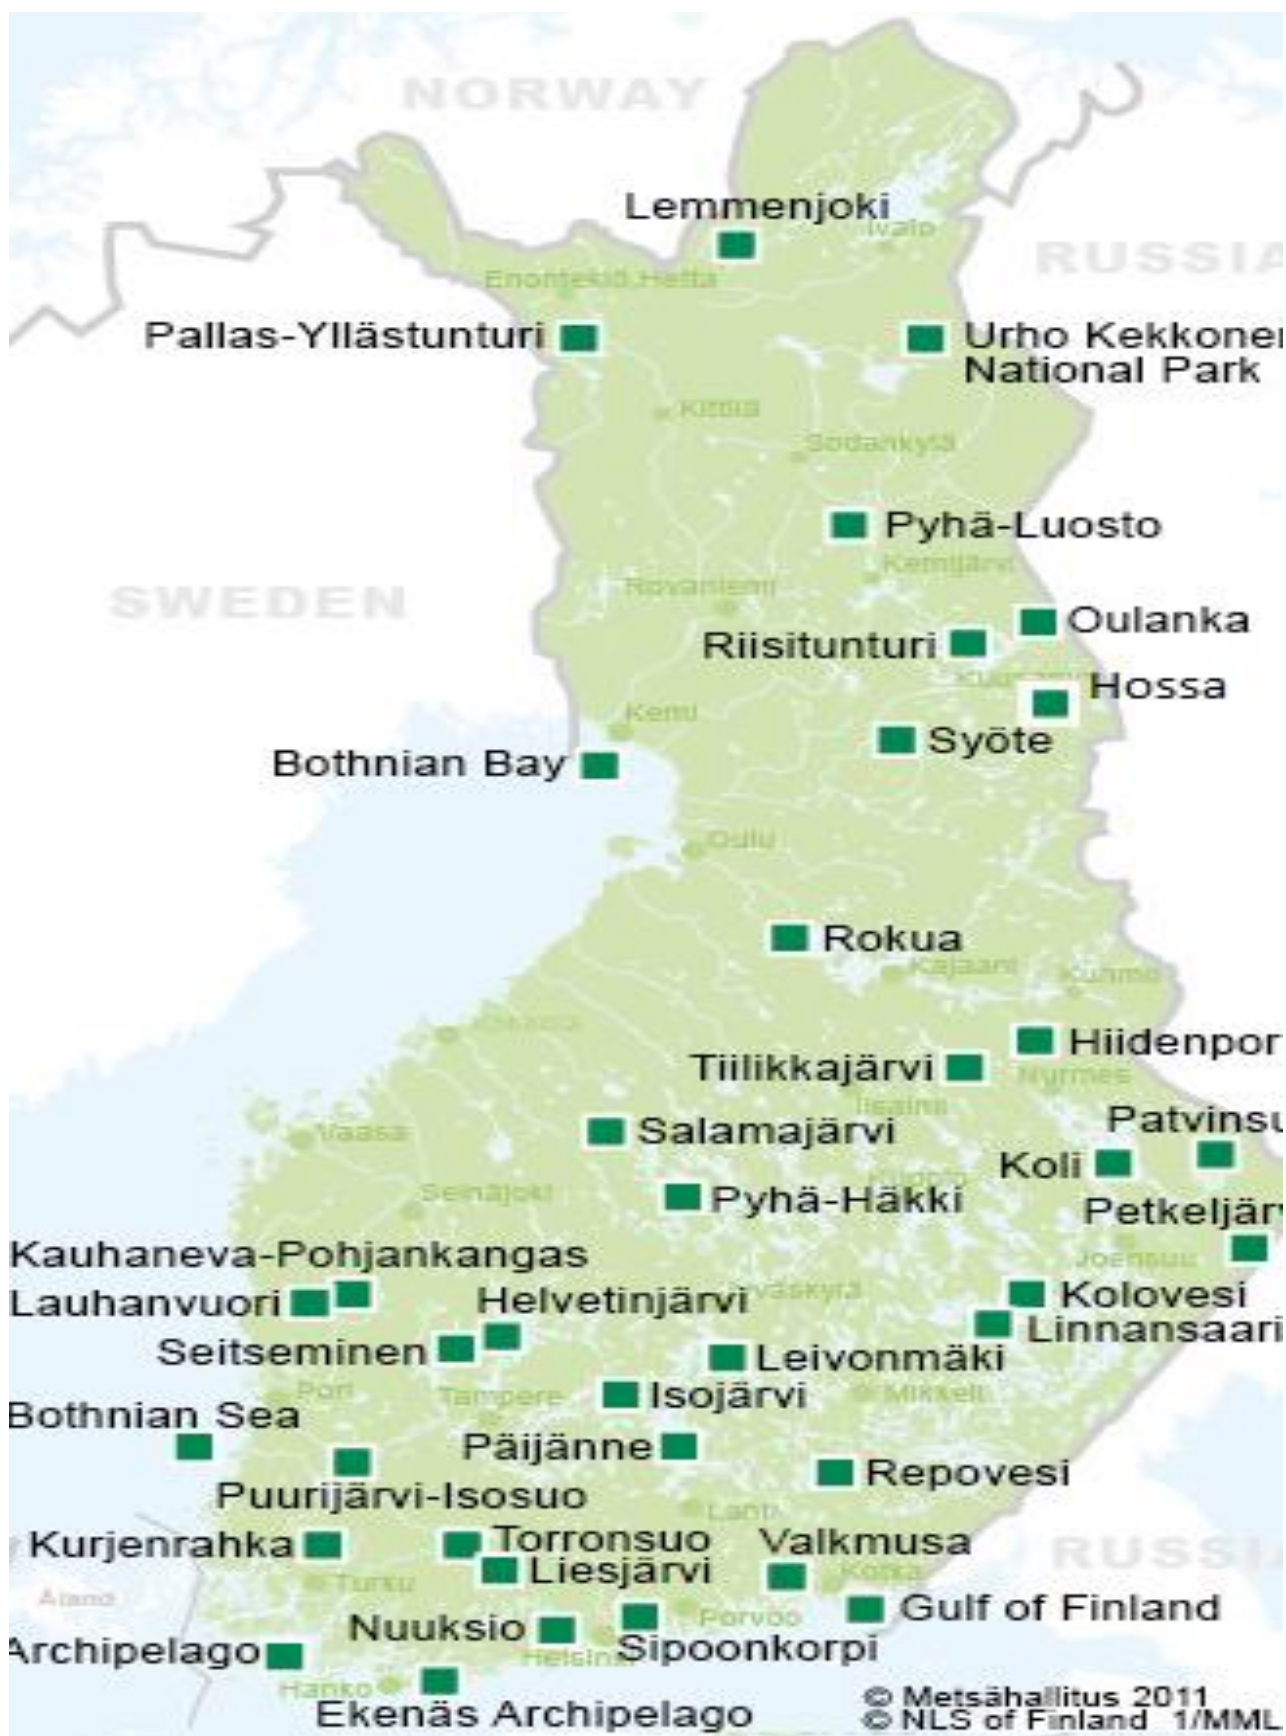 NORWAY
Lemmenjoki
Ivalo
RUSSIA
Enontekiö,Hetta
Pallas-Yllästunturi
Urho Kekkonen
National Park
Kittilä
Sodankylä
Pyhä-Luosto
Kemijärvi
Rovaniemi
SWEDEN
Oulanka
Riisitunturi
Hossa
Kemi
Syöte
Bothnian Bay
Oulu
Rokua
Kajaani
Kuhmo
Hiidenpor
Tiilikkajärvi
Nurmes
Iisalmi
Patvinsu
Vaasa
Salamajärvi
Koli
Seinäjoki
Pyhä-Häkki
Petkeljärv
Joensuu
Kauhaneva-Pohjankangas
Lauhanvuori
Helvetinjärvi
Kolovesi
Linnansaari
Seitseminen
Leivonmäki
Pori
Tampere
Isojärvi
Mikkeli
Bothnian Sea
Päijänne
Repovesi
Puurijärvi-Isosuo
Lahti
Kurjenrahka
Torronsuo
Valkmusa
RUSSIA
Liesjärvi
Turku
Kotka
Åland
Nuuksio
Porvoo
Gulf of Finland
Sipoonkorpi
Helsinki
Archipelago
Hanko
Ekenäs Archipelago
© Metsähallitus 2011
© NLS of Finland 1/MML